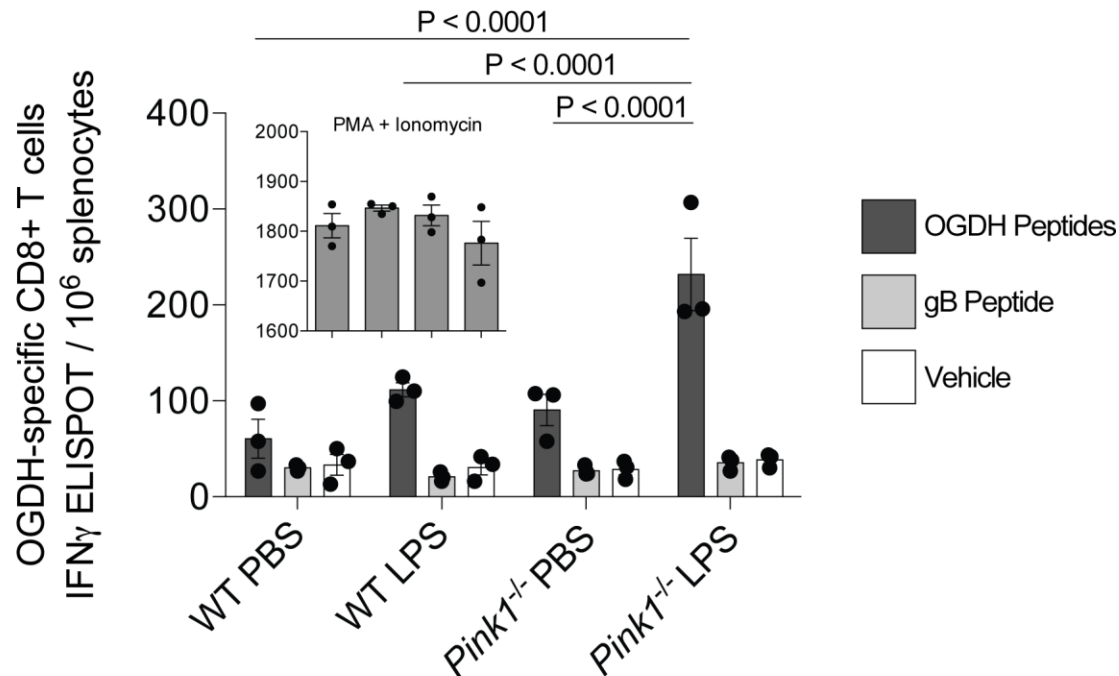 P < 0.0001
P < 0.0001
P < 0.0001
OGDH-specific CD8+ T cells
IFNγ ELISPOT / 10⁶ splenocytes
400
300
200
100
0
PMA + Ionomycin
2000
1900
1800
1700
1600
WT PBS
WT LPS
Pink1⁻/⁻ PBS
Pink1⁻/⁻ LPS
OGDH Peptides
gB Peptide
Vehicle